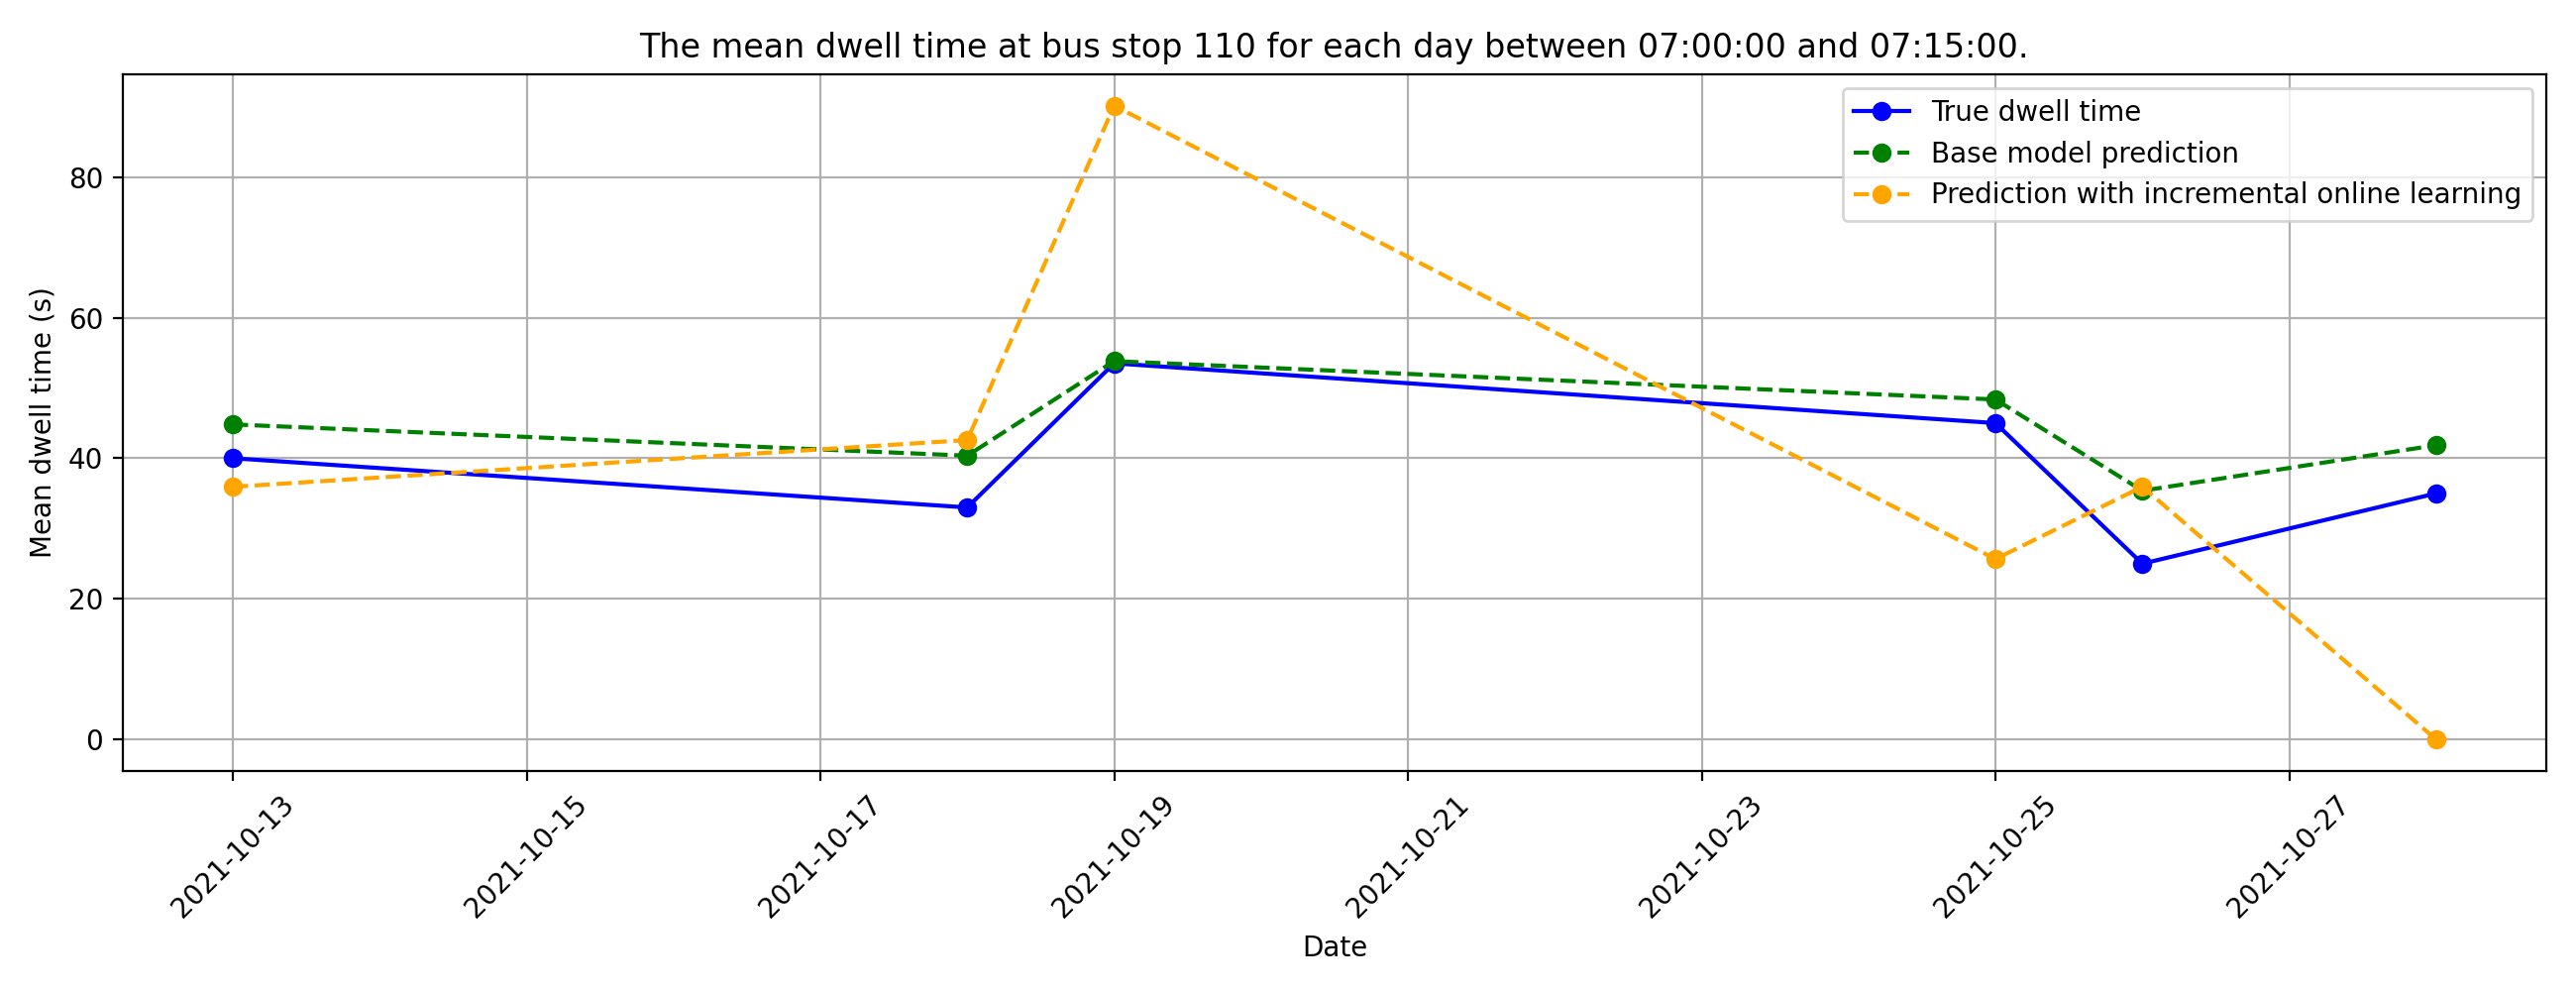 The mean dwell time at bus stop 110 for each day between 07:00:00 and 07:15:00.
True dwell time
Base model prediction
Prediction with incremental online learning
Mean dwell time (s)
80
60
40
20
0
2021-10-13
2021-10-15
2021-10-17
2021-10-19
2021-10-21
2021-10-23
2021-10-25
2021-10-27
Date